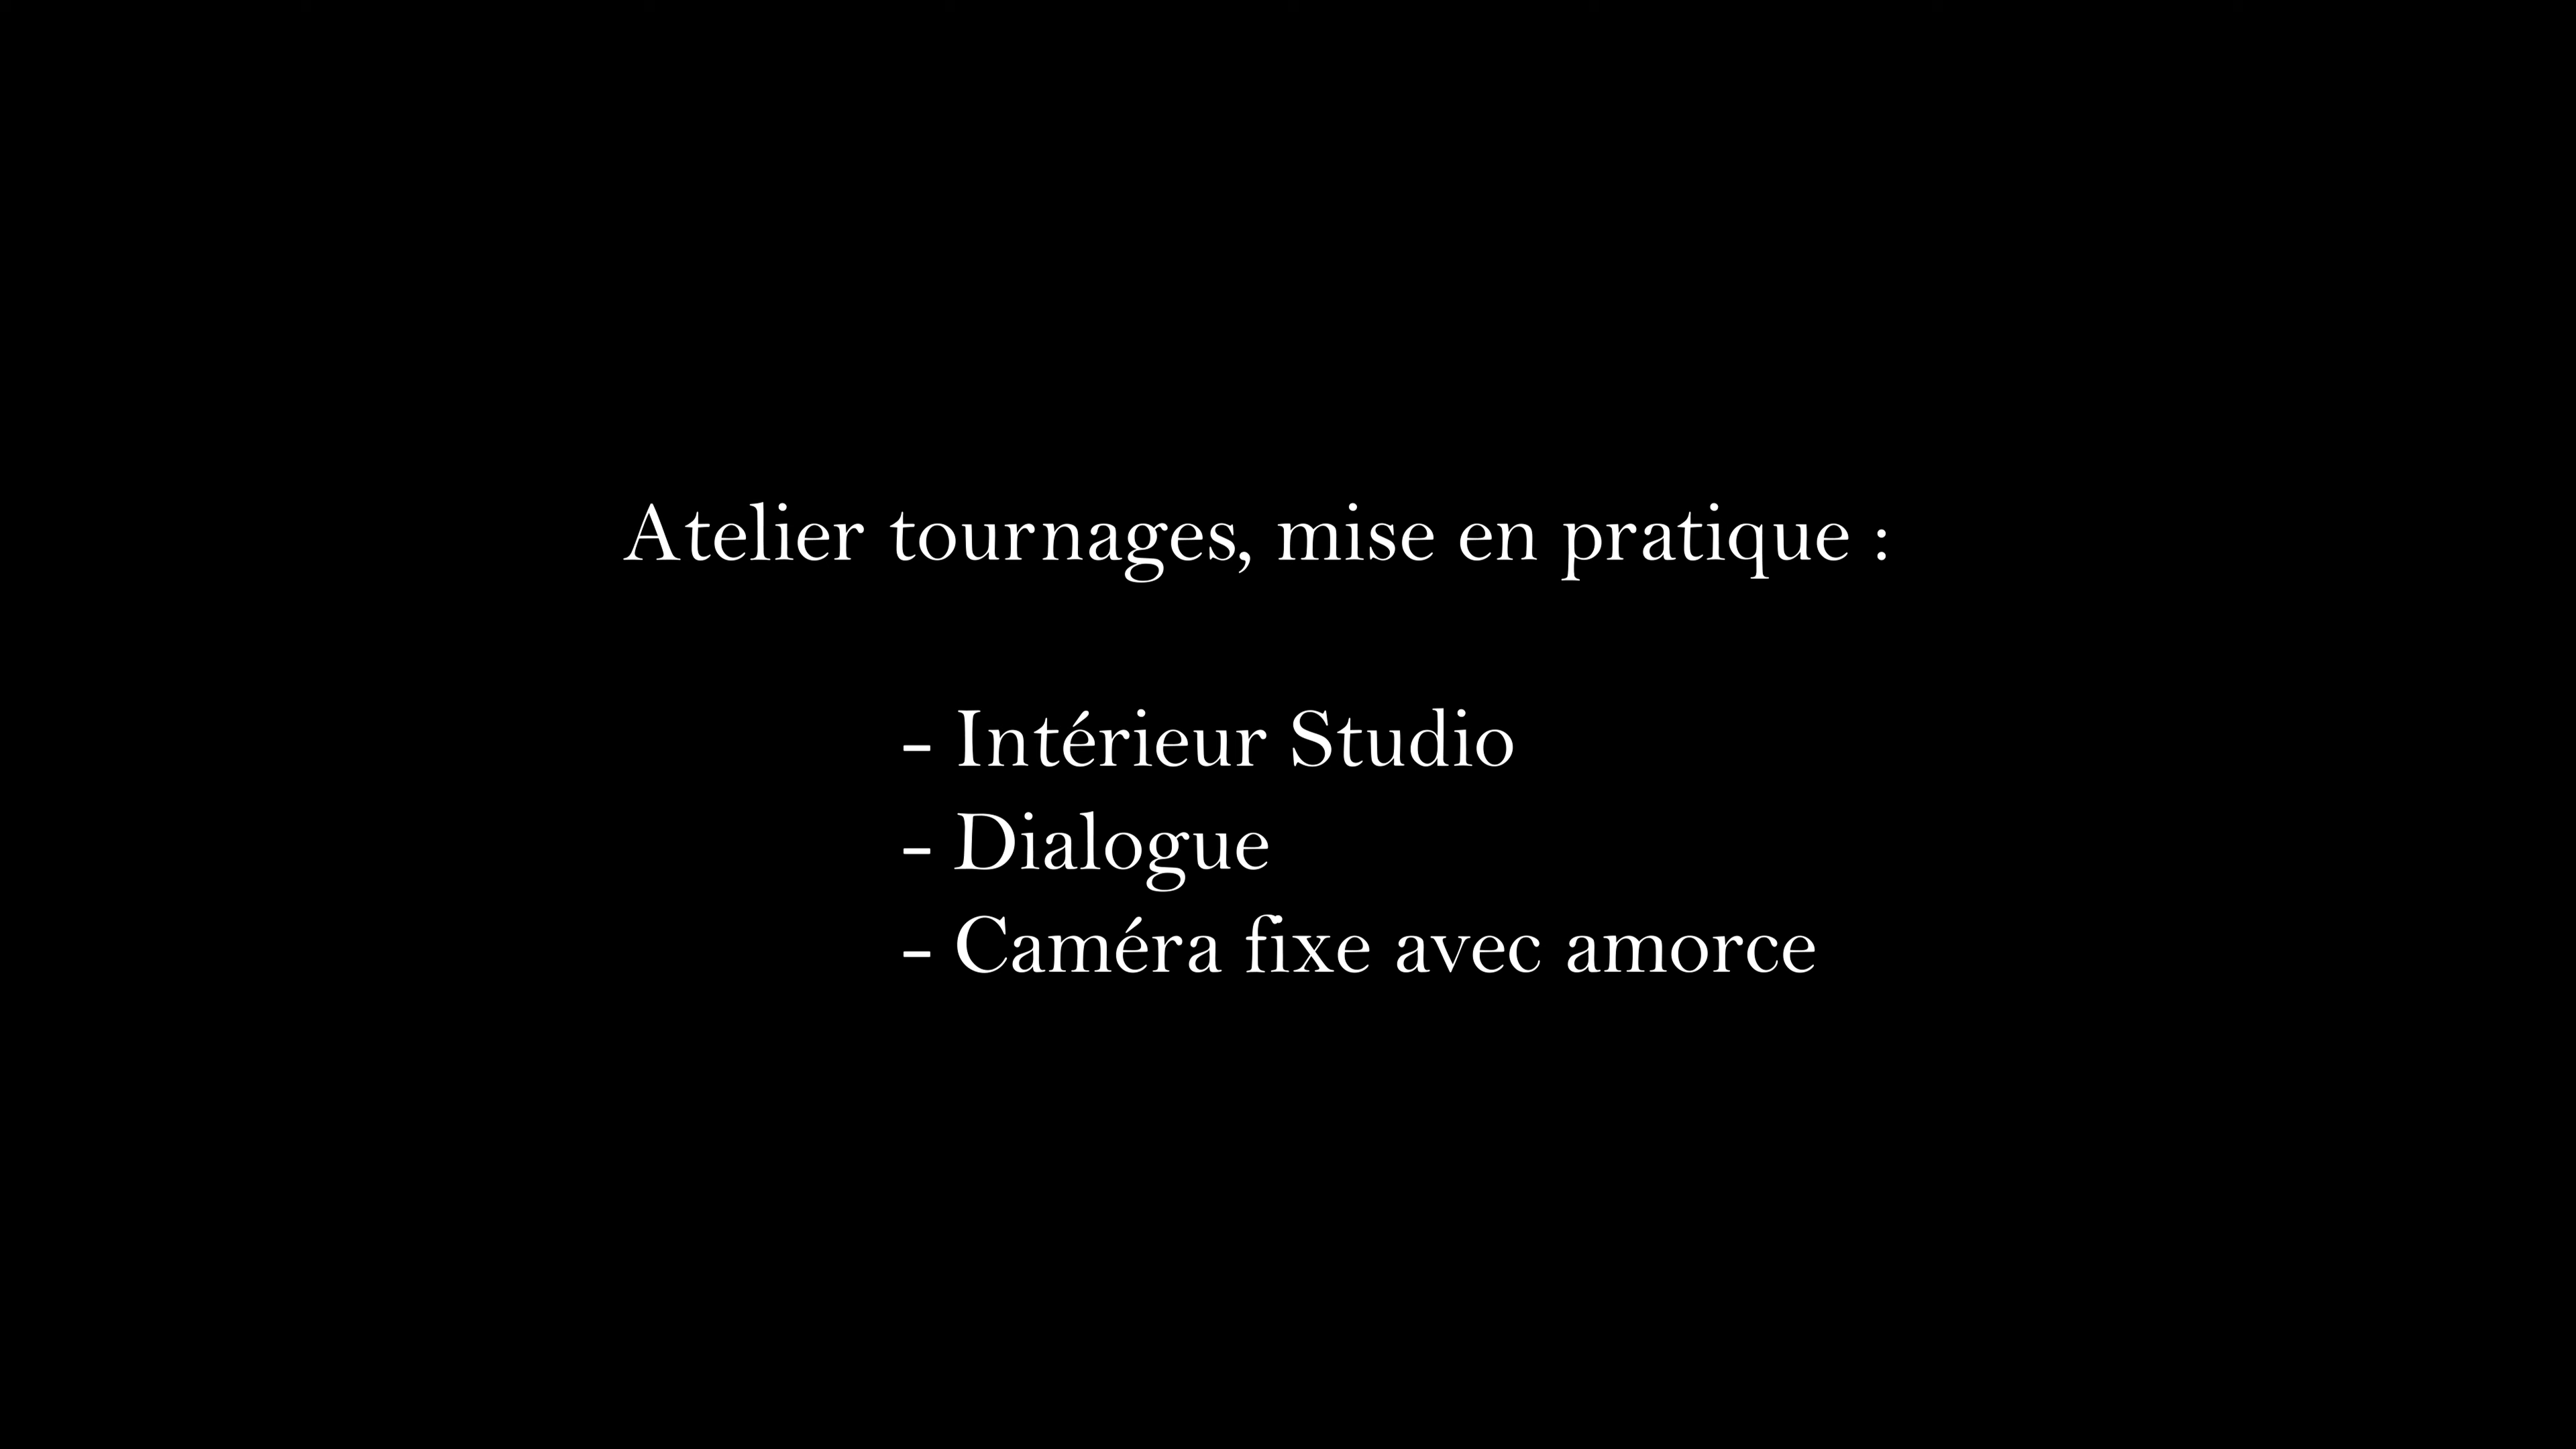 Atelier tournages, mise en pratique :
- Intérieur Studio
- Dialogue
- Caméra fixe avec amorce